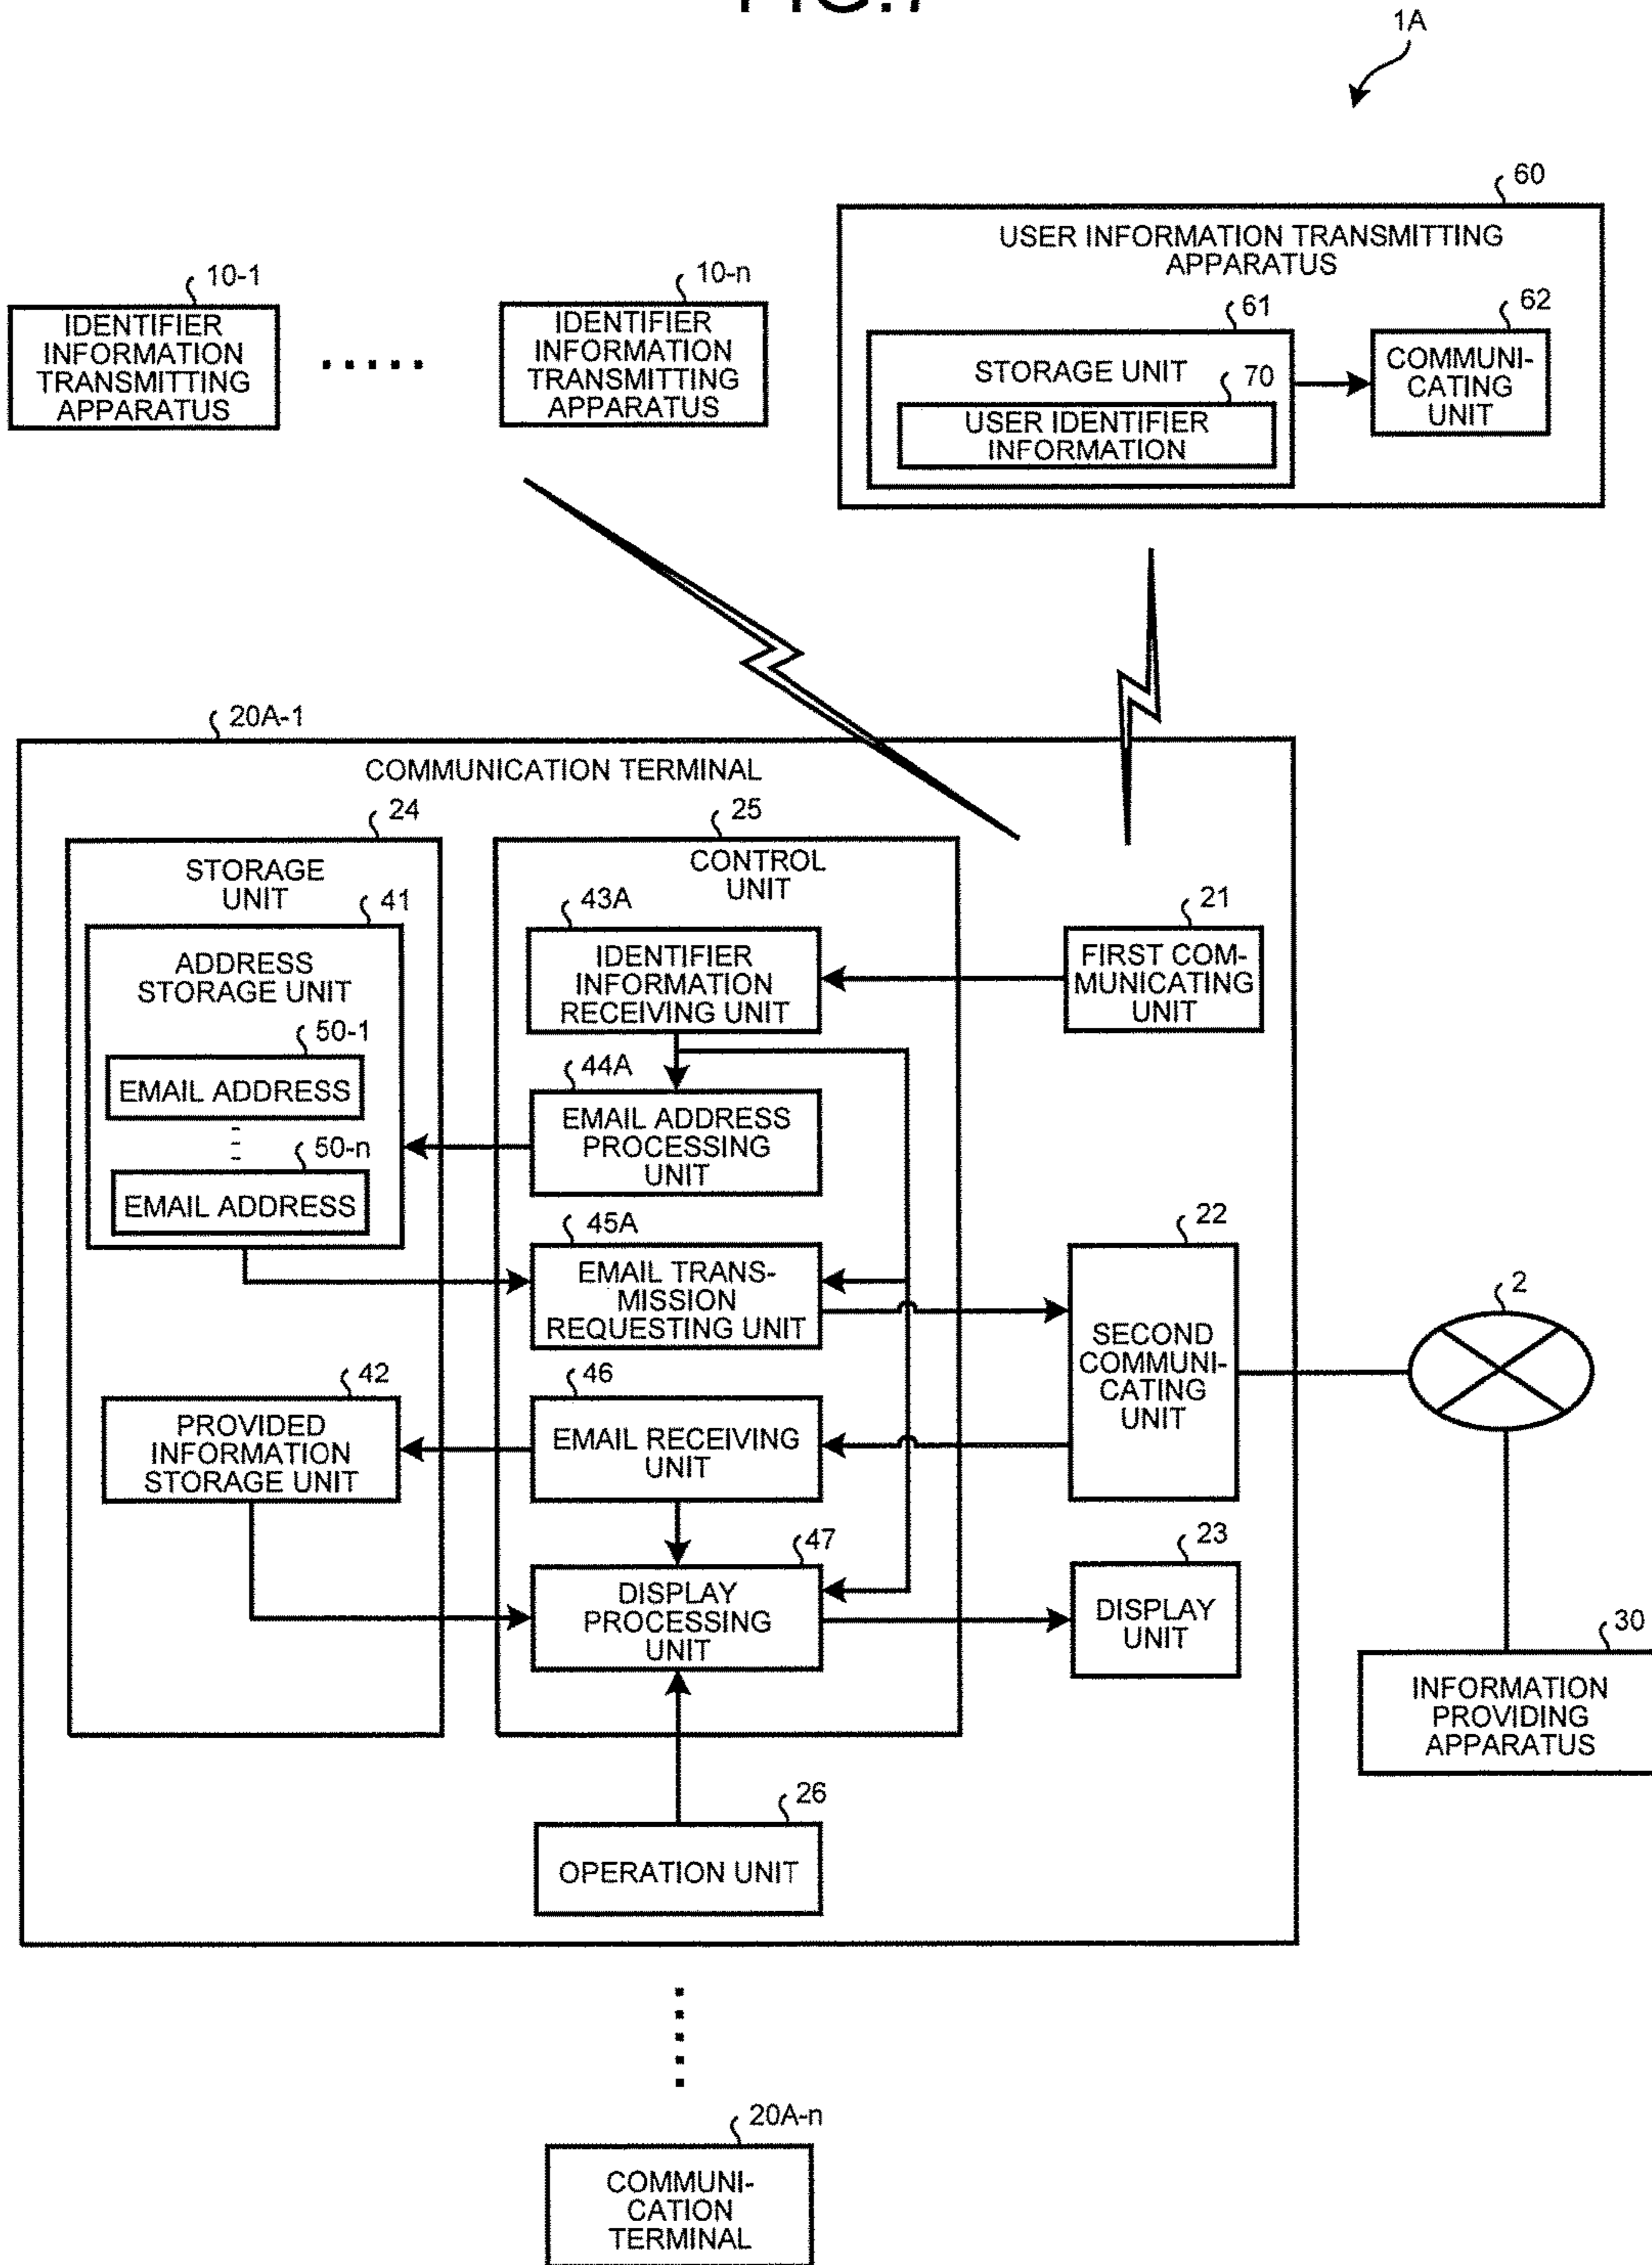 FIG.7
1A
60
USER INFORMATION TRANSMITTING
APPARATUS
10-1
IDENTIFIER
INFORMATION
TRANSMITTING
APPARATUS
10-n
IDENTIFIER
INFORMATION
TRANSMITTING
APPARATUS
61
STORAGE UNIT
70
USER IDENTIFIER
INFORMATION
62
COMMUNI-
CATING
UNIT
20A-1
COMMUNICATION TERMINAL
24
STORAGE
UNIT
41
ADDRESS
STORAGE UNIT
50-1
EMAIL ADDRESS
50-n
EMAIL ADDRESS
42
PROVIDED
INFORMATION
STORAGE UNIT
25
CONTROL
UNIT
43A
IDENTIFIER
INFORMATION
RECEIVING UNIT
44A
EMAIL ADDRESS
PROCESSING
UNIT
45A
EMAIL TRANS-
MISSION
REQUESTING UNIT
46
EMAIL RECEIVING
UNIT
47
DISPLAY
PROCESSING
UNIT
21
FIRST COM-
MUNICATING
UNIT
22
SECOND
COMMUNI-
CATING
UNIT
23
DISPLAY
UNIT
2
30
INFORMATION
PROVIDING
APPARATUS
26
OPERATION UNIT
20A-n
COMMUNI-
CATION
TERMINAL